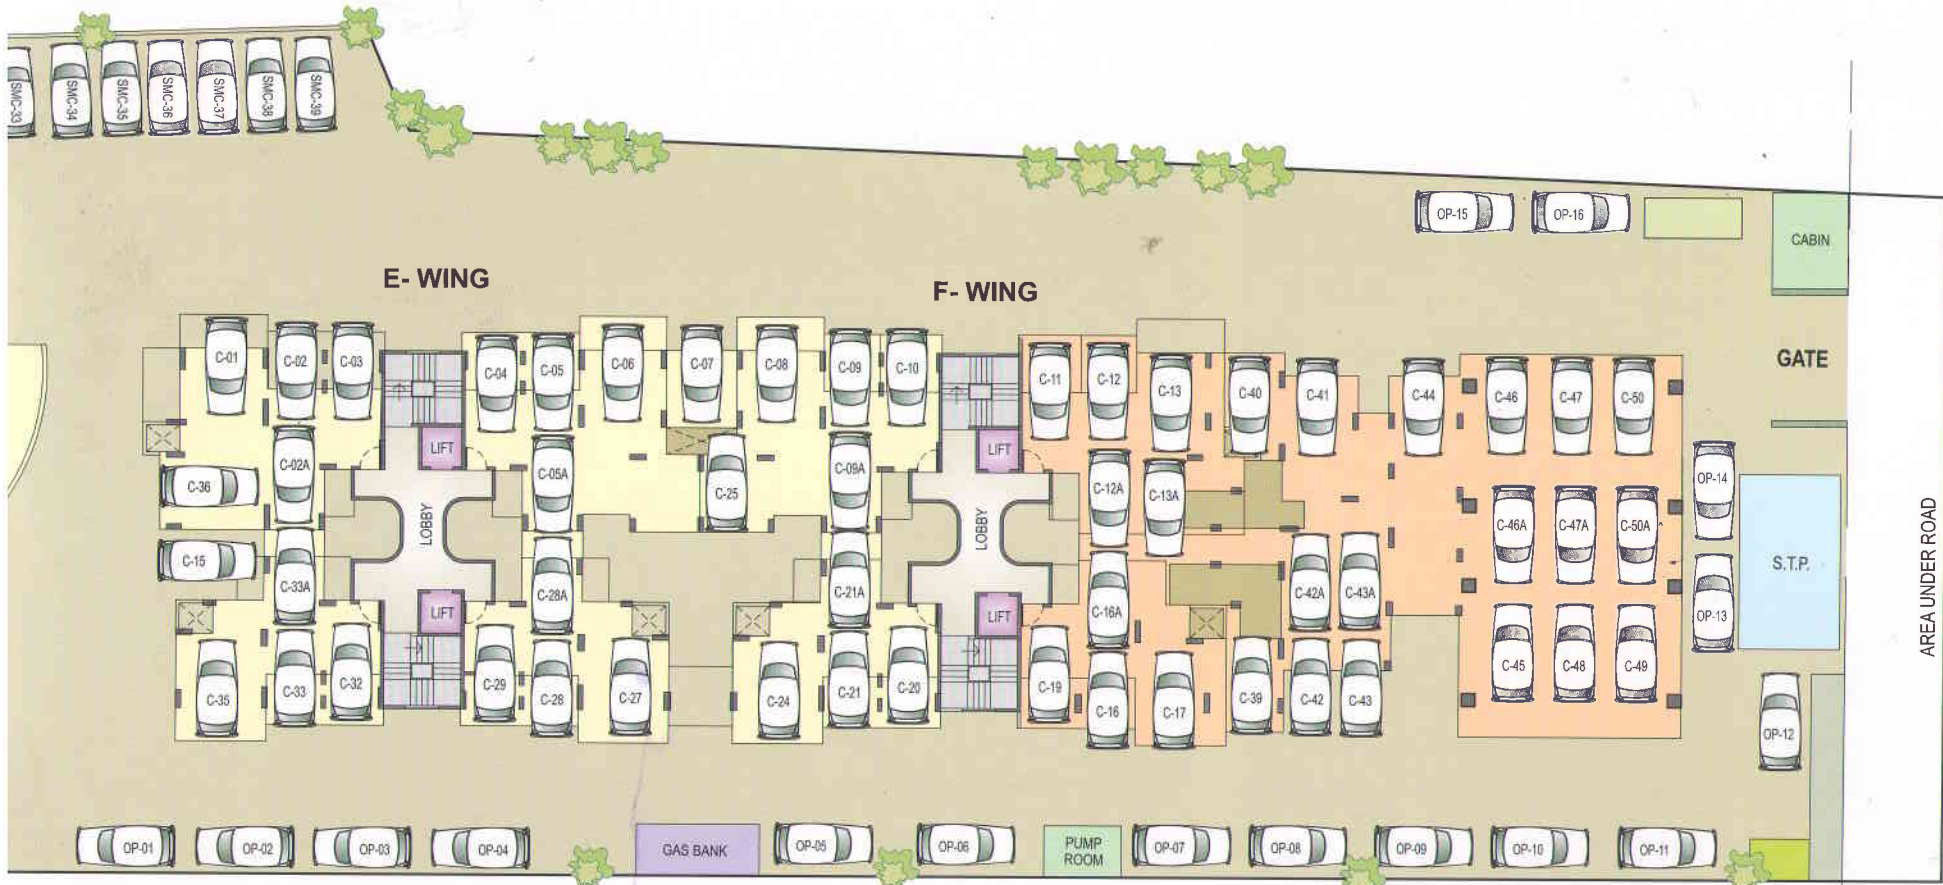 SMC-33
SMC-34
SMC-35
SMC-36
SMC-37
SMC-38
SMC-39
OP-15
OP-16
CABIN
E- WING
F- WING
GATE
C-01
C-02
C-03
C-04
C-05
C-06
C-07
C-08
C-09
C-10
C-11
C-12
C-13
C-40
C-41
C-44
C-46
C-47
C-50
LIFT
LIFT
C-36
C-02A
C-05A
C-25
C-09A
C-12A
C-13A
OP-14
LOBBY
LOBBY
C-46A
C-47A
C-50A
S.T.P.
AREA UNDER ROAD
C-15
C-33A
C-28A
C-21A
C-16A
C-42A
C-43A
OP-13
LIFT
LIFT
C-35
C-33
C-32
C-29
C-28
C-27
C-24
C-21
C-20
C-19
C-16
C-17
C-39
C-42
C-43
C-45
C-48
C-49
OP-12
OP-01
OP-02
OP-03
OP-04
GAS BANK
OP-05
OP-06
PUMP
ROOM
OP-07
OP-08
OP-09
OP-10
OP-11